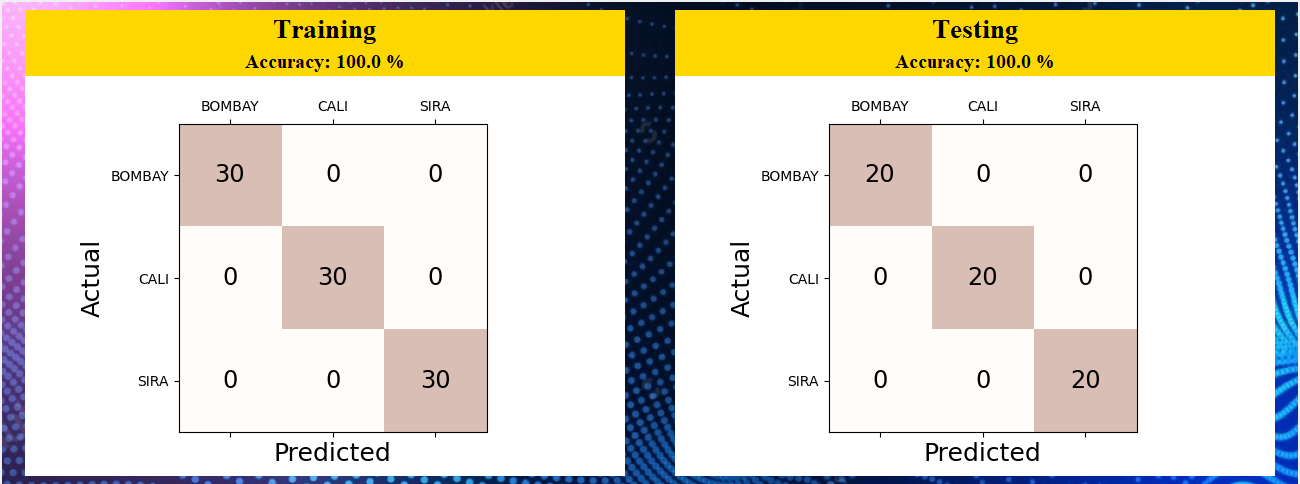 Training
Accuracy: 100.0 %
BOMBAY CALI SIRA
BOMBAY 30 0 0
CALI 0 30 0
SIRA 0 0 30
Actual
Predicted
Testing
Accuracy: 100.0 %
BOMBAY CALI SIRA
BOMBAY 20 0 0
CALI 0 20 0
SIRA 0 0 20
Actual
Predicted